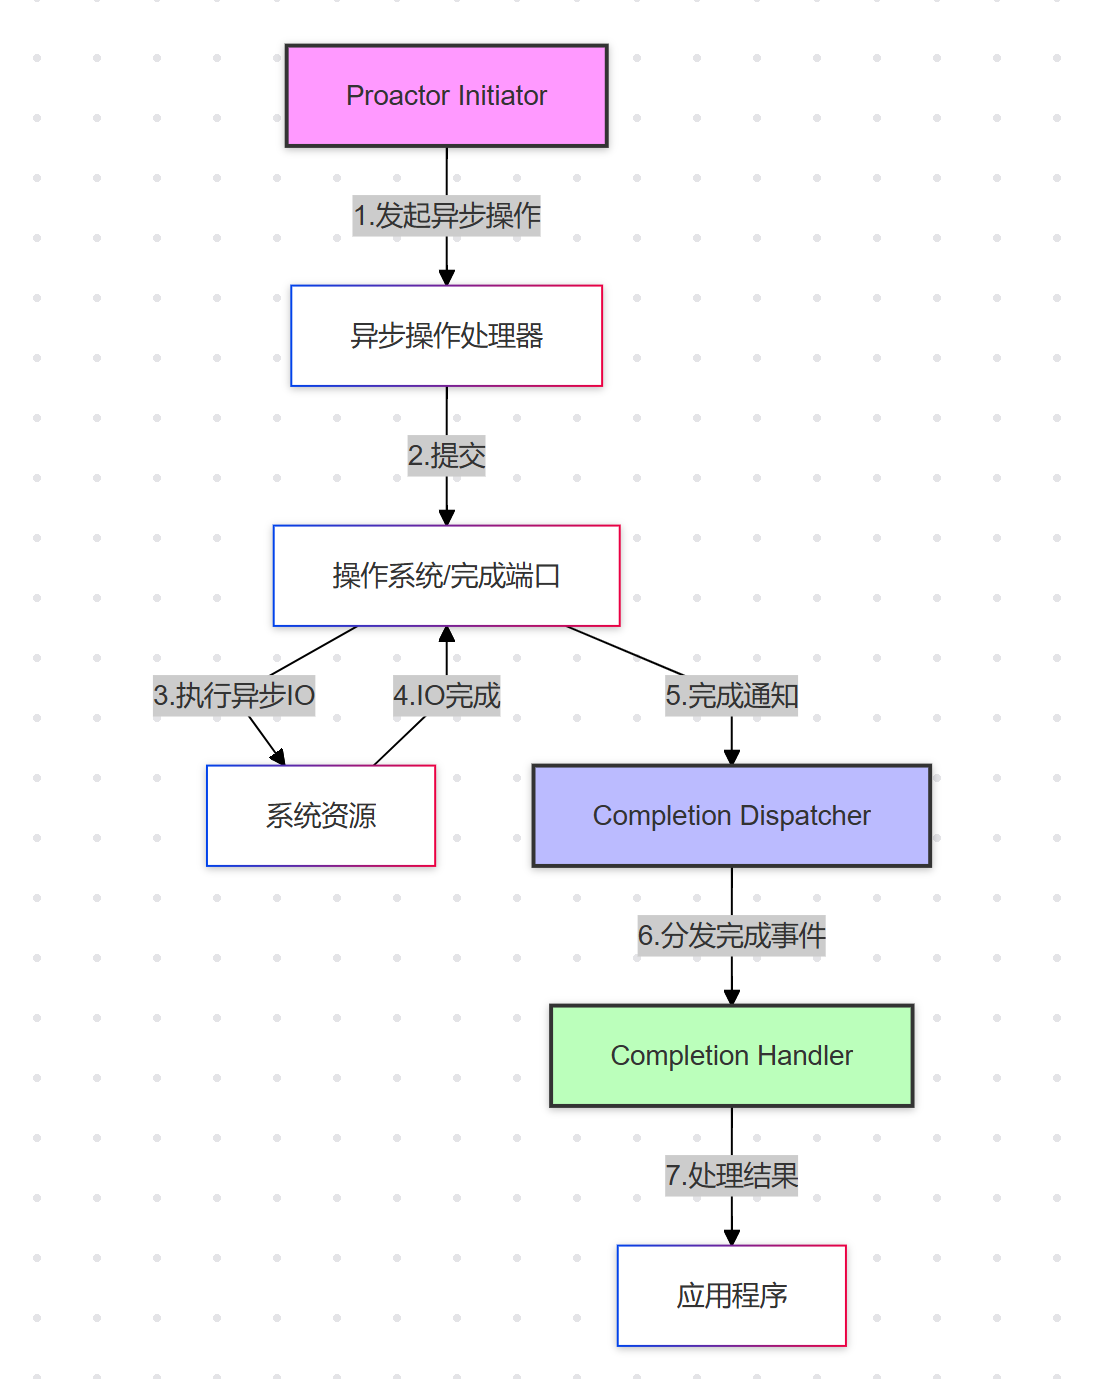 Proactor Initiator
1.发起异步操作
异步操作处理器
2.提交
操作系统/完成端口
3.执行异步IO
4.IO完成
5.完成通知
系统资源
Completion Dispatcher
6.分发完成事件
Completion Handler
7.处理结果
应用程序